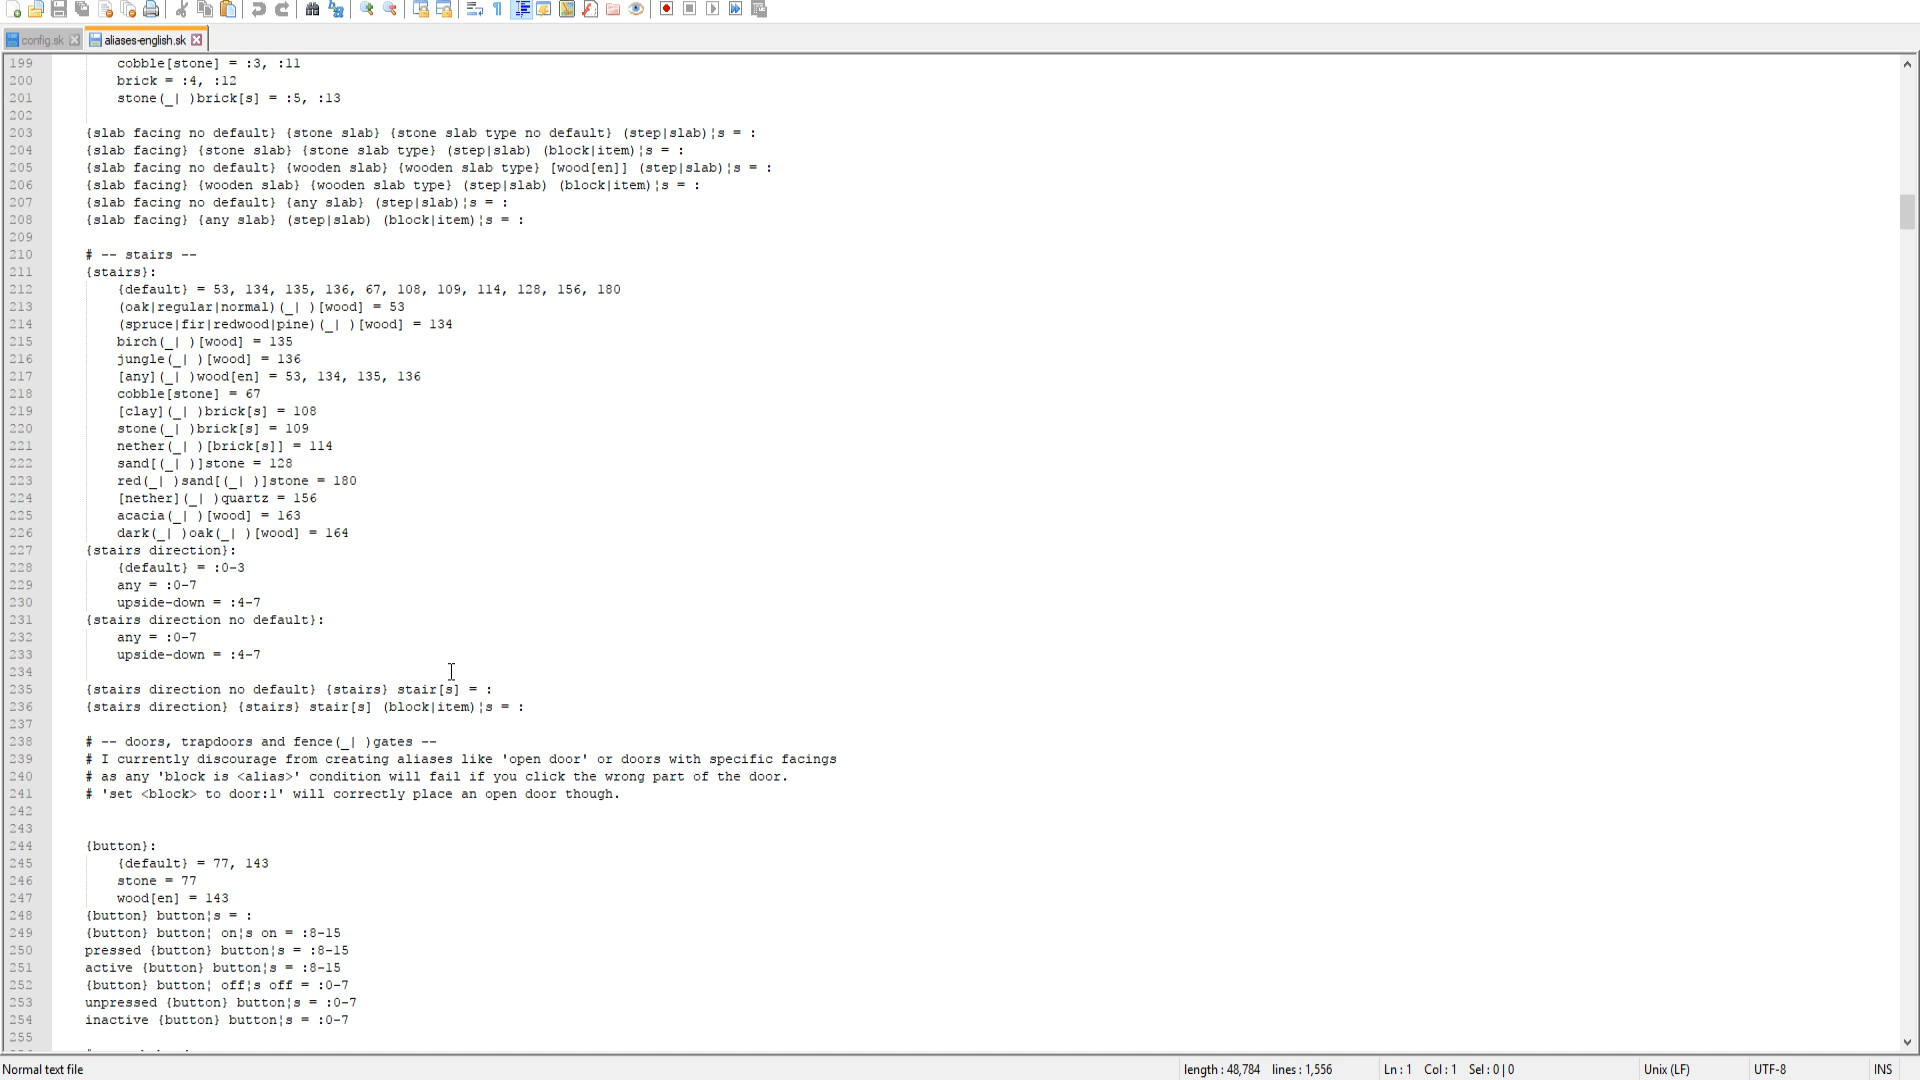 config.sk
aliases-english.sk
199 cobble[stone] = :3, :11
200 brick = :4, :12
201 stone(_| )brick[s] = :5, :13
202
203 {slab facing no default} {stone slab} {stone slab type no default} (step|slab)¦s = :
204 {slab facing} {stone slab} {stone slab type} (step|slab) (block|item)¦s = :
205 {slab facing no default} {wooden slab} {wooden slab type} [wood[en]] (step|slab)¦s = :
206 {slab facing} {wooden slab} {wooden slab type} (step|slab) (block|item)¦s = :
207 {slab facing no default} {any slab} (step|slab)¦s = :
208 {slab facing} {any slab} (step|slab) (block|item)¦s = :
209
210 # -- stairs --
211 {stairs}:
212 {default} = 53, 134, 135, 136, 67, 108, 109, 114, 128, 156, 180
213 (oak|regular|normal)(_| )[wood] = 53
214 (spruce|fir|redwood|pine)(_| )[wood] = 134
215 birch(_| )[wood] = 135
216 jungle(_| )[wood] = 136
217 [any](_| )wood[en] = 53, 134, 135, 136
218 cobble[stone] = 67
219 [clay](_| )brick[s] = 108
220 stone(_| )brick[s] = 109
221 nether(_| )[brick[s]] = 114
222 sand[(_| )]stone = 128
223 red(_| )sand[(_| )]stone = 180
224 [nether](_| )quartz = 156
225 acacia(_| )[wood] = 163
226 dark(_| )oak(_| )[wood] = 164
227 {stairs direction}:
228 {default} = :0-3
229 any = :0-7
230 upside-down = :4-7
231 {stairs direction no default}:
232 any = :0-7
233 upside-down = :4-7
234
235 {stairs direction no default} {stairs} stair[s] = :
236 {stairs direction} {stairs} stair[s] (block|item)¦s = :
237
238 # -- doors, trapdoors and fence(_| )gates --
239 # I currently discourage from creating aliases like 'open door' or doors with specific facings
240 # as any 'block is <alias>' condition will fail if you click the wrong part of the door.
241 # 'set <block> to door:1' will correctly place an open door though.
242
243
244 {button}:
245 {default} = 77, 143
246 stone = 77
247 wood[en] = 143
248 {button} button¦s = :
249 {button} button¦ on¦s on = :8-15
250 pressed {button} button¦s = :8-15
251 active {button} button¦s = :8-15
252 {button} button¦ off¦s off = :0-7
253 unpressed {button} button¦s = :0-7
254 inactive {button} button¦s = :0-7
255
Normal text file
length : 48,784 lines : 1,556
Ln : 1 Col : 1 Sel : 0 | 0
Unix (LF)
UTF-8
INS